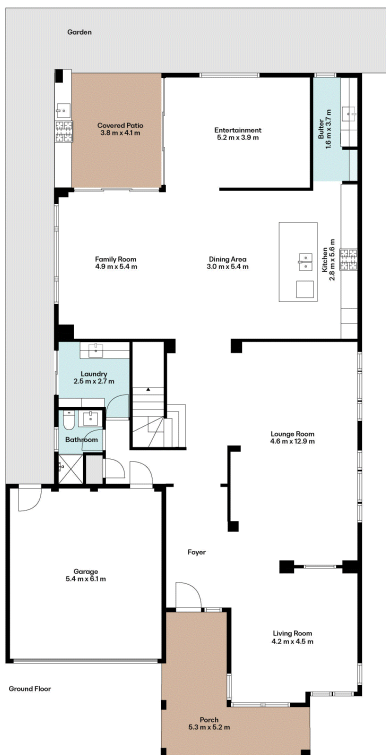 Garden
Covered Patio
3.8 m x 4.1 m
Entertainment
5.2 m x 3.9 m
Butler
1.6 m x 3.7 m
Family Room
4.9 m x 5.4 m
Dining Area
3.0 m x 5.4 m
Kitchen
2.8 m x 5.6 m
Laundry
2.5 m x 2.7 m
Bathroom
Lounge Room
4.6 m x 12.9 m
Foyer
Garage
5.4 m x 6.1 m
Living Room
4.2 m x 4.5 m
Ground Floor
Porch
5.3 m x 5.2 m